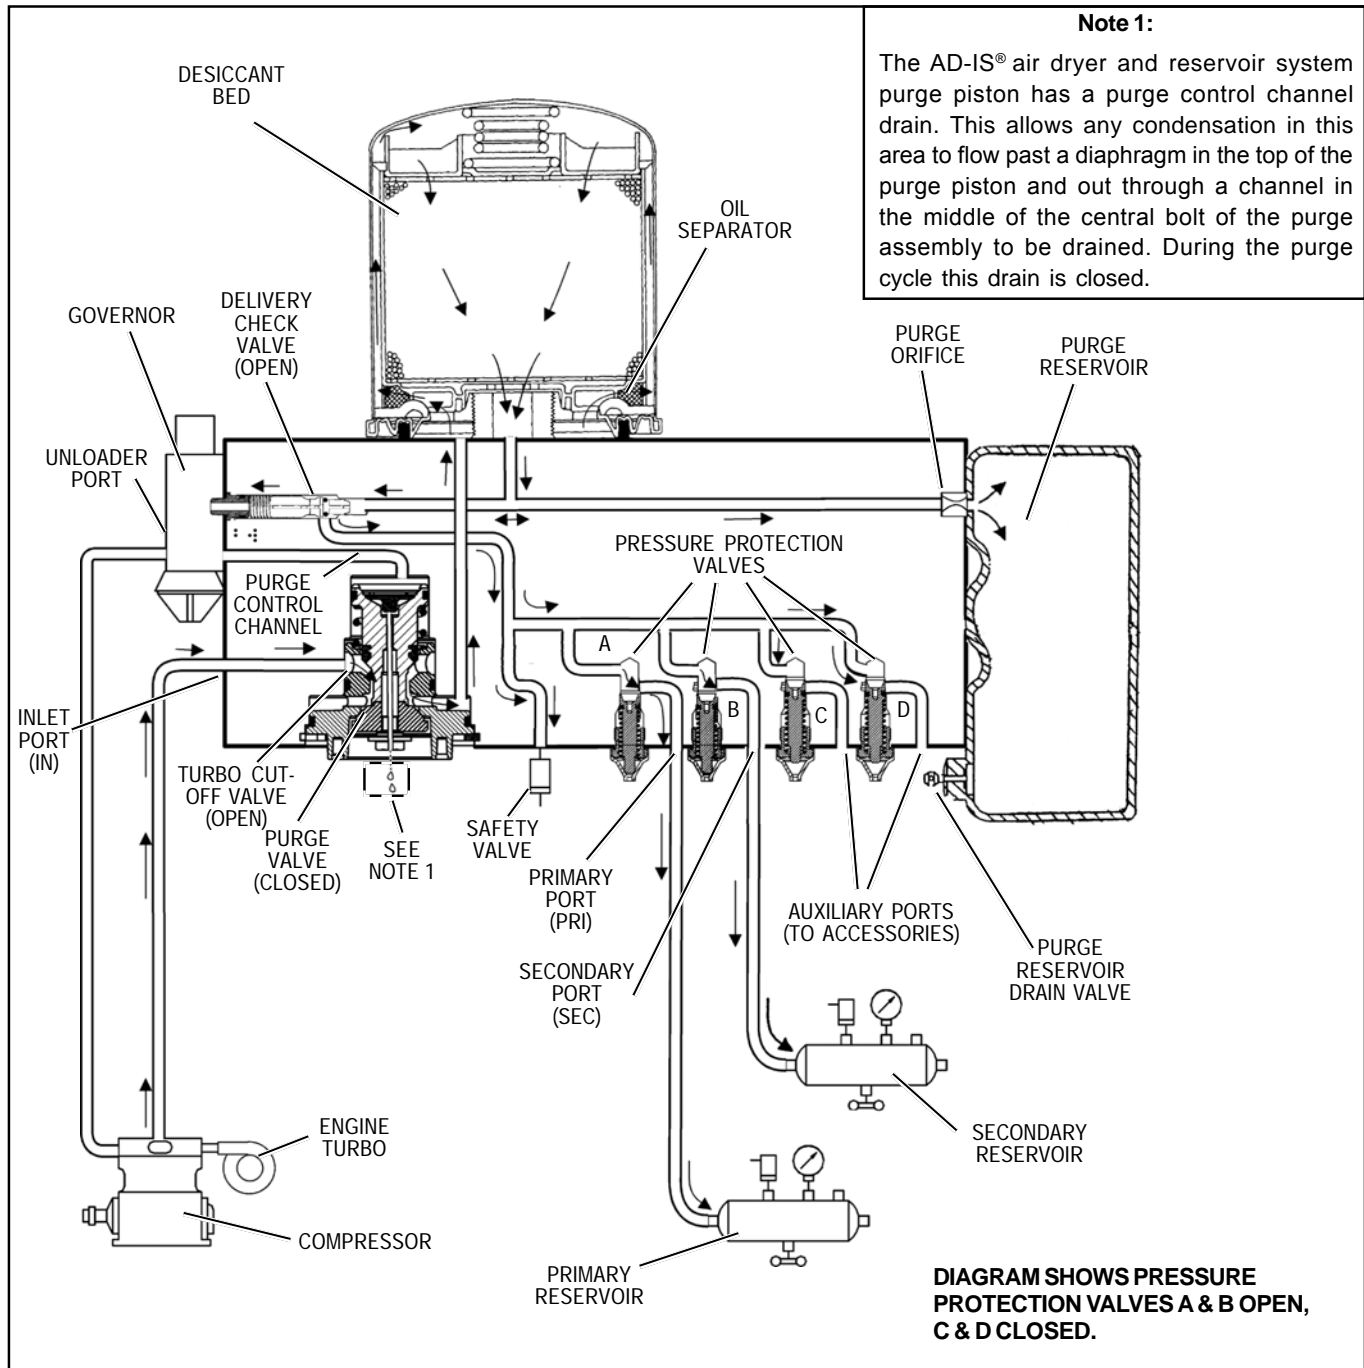 Note 1:
The AD-IS® air dryer and reservoir system
purge piston has a purge control channel
drain. This allows any condensation in this
area to flow past a diaphragm in the top of the
purge piston and out through a channel in
the middle of the central bolt of the purge
assembly to be drained. During the purge
cycle this drain is closed.
DESICCANT
BED
OIL
SEPARATOR
GOVERNOR
DELIVERY
CHECK
VALVE
(OPEN)
PURGE
ORIFICE
PURGE
RESERVOIR
UNLOADER
PORT
PRESSURE PROTECTION
VALVES
PURGE
CONTROL
CHANNEL
A
B
C
D
INLET
PORT
(IN)
TURBO CUT-
OFF VALVE
(OPEN)
PURGE
VALVE
(CLOSED)
SEE
NOTE 1
SAFETY
VALVE
PRIMARY
PORT
(PRI)
AUXILIARY PORTS
(TO ACCESSORIES)
SECONDARY
PORT
(SEC)
PURGE
RESERVOIR
DRAIN VALVE
ENGINE
TURBO
SECONDARY
RESERVOIR
COMPRESSOR
PRIMARY
RESERVOIR
DIAGRAM SHOWS PRESSURE
PROTECTION VALVES A & B OPEN,
C & D CLOSED.